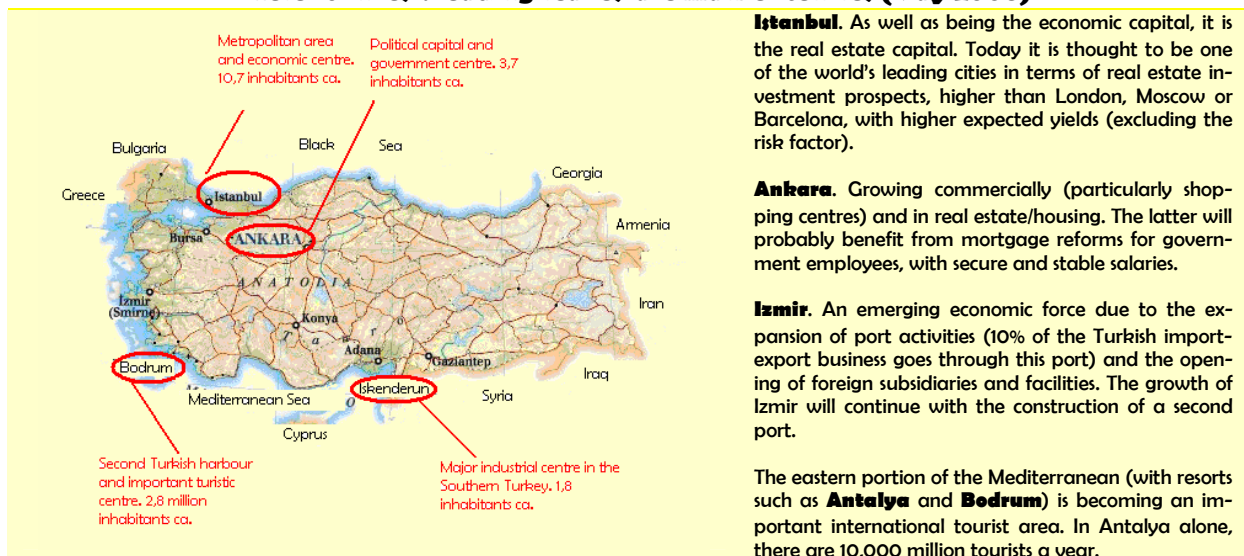 Metropolitan area
and economic centre.
10,7 inhabitants ca.
Political capital and
government centre. 3,7
inhabitants ca.
Bulgaria
Black Sea
Georgia
Greece
Istanbul
Armenia
Bursa
ANKARA
ANATOLIA
Iran
İzmir
(Smirne)
Konya
Adana
Gaziantep
Bodrum
Iskenderun
Iraq
Mediterranean Sea
Syria
Cyprus
Second Turkish harbour
and important turistic
centre. 2,8 million
inhabitants ca.
Major industrial centre in the
Southern Turkey. 1,8
inhabitants ca.
Istanbul. As well as being the economic capital, it is
the real estate capital. Today it is thought to be one
of the world's leading cities in terms of real estate in-
vestment prospects, higher than London, Moscow or
Barcelona, with higher expected yields (excluding the
risk factor).
Ankara. Growing commercially (particularly shop-
ping centres) and in real estate/housing. The latter will
probably benefit from mortgage reforms for govern-
ment employees, with secure and stable salaries.
Izmir. An emerging economic force due to the ex-
pansion of port activities (10% of the Turkish import-
export business goes through this port) and the open-
ing of foreign subsidiaries and facilities. The growth of
Izmir will continue with the construction of a second
port.
The eastern portion of the Mediterranean (with resorts
such as Antalya and Bodrum) is becoming an im-
portant international tourist area. In Antalya alone,
there are 10,000 million tourists a year.